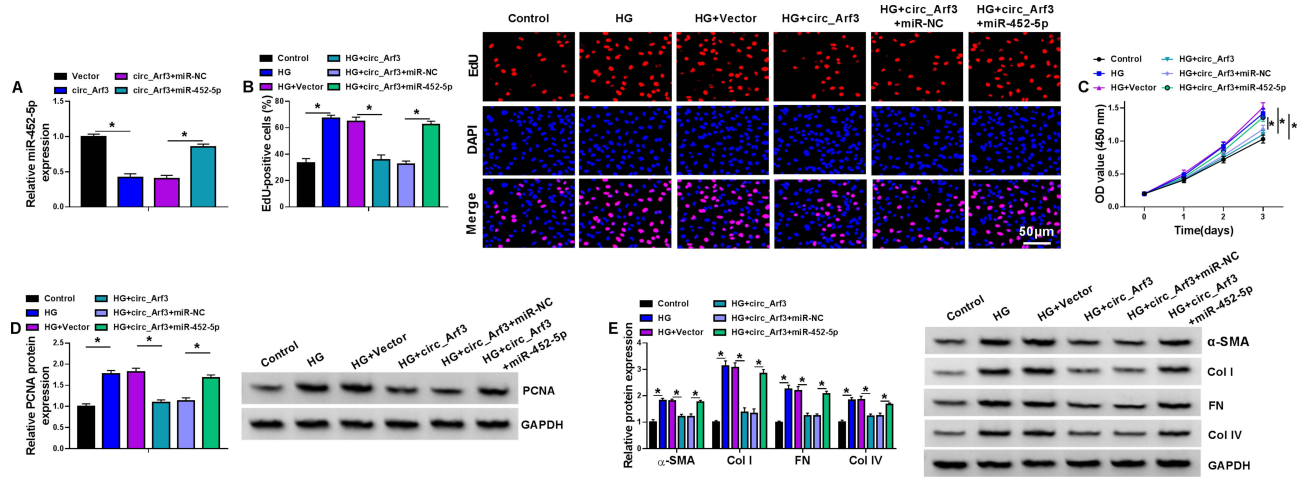 A
Vector
circ_Arf3
circ_Arf3+miR-NC
circ_Arf3+miR-452-5p
Relative miR-452-5p
expression
1.5
1.0
0.5
0.0
*
*
B
Control
HG
HG+Vector
HG+circ_Arf3
HG+circ_Arf3+miR-NC
HG+circ_Arf3+miR-452-5p
EdU-positive cells (%)
80
60
40
20
0
*
*
*
Control
HG
HG+Vector
HG+circ_Arf3
HG+circ_Arf3
+miR-NC
HG+circ_Arf3
+miR-452-5p
EdU
DAPI
Merge
50μm
C
Control
HG
HG+Vector
HG+circ_Arf3
HG+circ_Arf3+miR-NC
HG+circ_Arf3+miR-452-5p
OD value (450 nm)
1.5
1.0
0.5
0.0
0
1
2
3
Time(days)
*
*
*
D
Control
HG
HG+Vector
HG+circ_Arf3
HG+circ_Arf3+miR-NC
HG+circ_Arf3+miR-452-5p
Relative PCNA protein
expression
2.5
2.0
1.5
1.0
0.5
0.0
*
*
*
Control
HG
HG+Vector
HG+circ_Arf3
HG+circ_Arf3+miR-NC
HG+circ_Arf3
+miR-452-5p
PCNA
GAPDH
E
Control
HG
HG+Vector
HG+circ_Arf3
HG+circ_Arf3+miR-NC
HG+circ_Arf3+miR-452-5p
Relative protein expression
4
3
2
1
0
* * *
* * *
* * *
* * *
α-SMA
Col I
FN
Col IV
Control
HG
HG+Vector
HG+circ_Arf3
HG+circ_Arf3+miR-NC
HG+circ_Arf3
+miR-452-5p
α-SMA
Col I
FN
Col IV
GAPDH